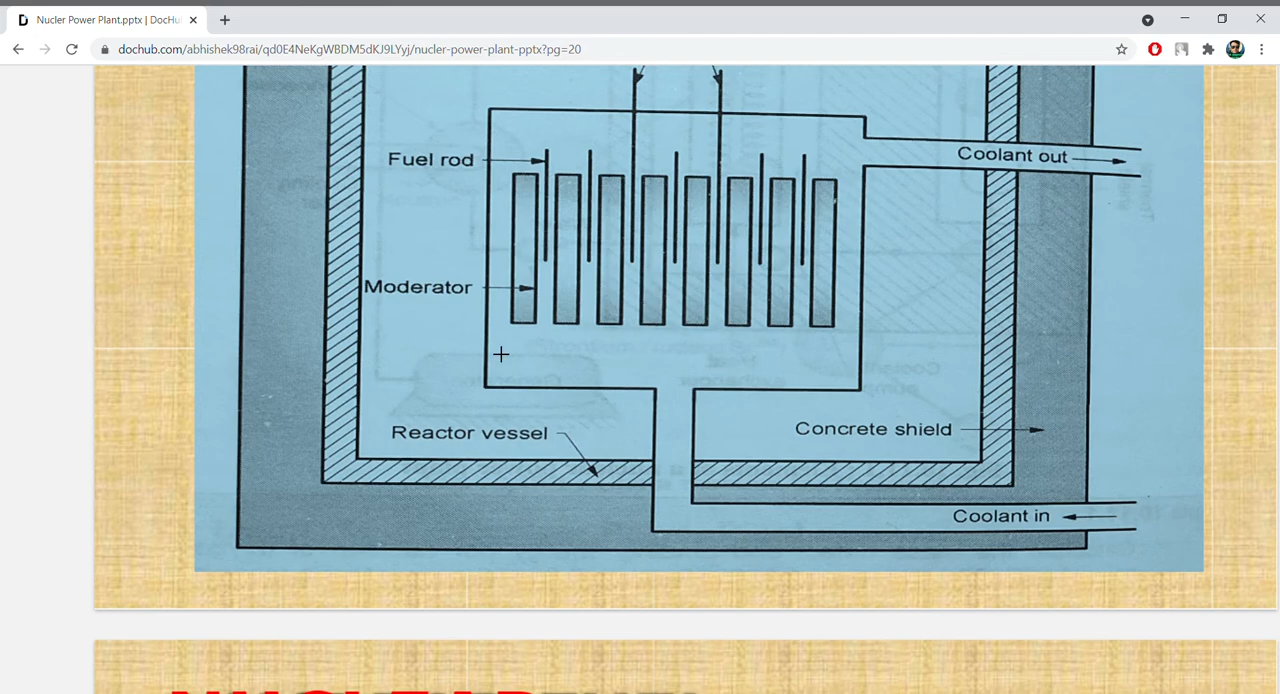 Nucler Power Plant.pptx | DocHu
dochub.com/abhishek98rai/qd0E4NeKgWBDM5dKJ9LYyj/nucler-power-plant-pptx?pg=20
Fuel rod
Coolant out
Moderator
Reactor vessel
Concrete shield
Coolant in